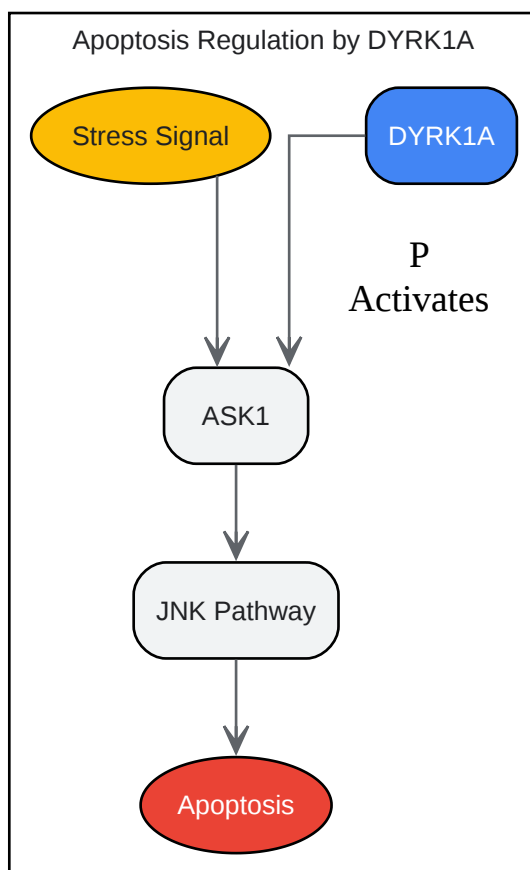 Apoptosis Regulation by DYRK1A
Stress Signal
DYRK1A
P
Activates
ASK1
JNK Pathway
Apoptosis